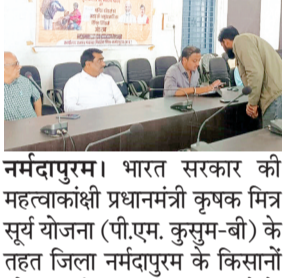 नर्मदापुरम। भारत सरकार की
महत्वाकांक्षी प्रधानमंत्री कृषक मित्र
सूर्य योजना (पी.एम. कुसुम-बी) के
तहत जिला नर्मदापुरम के किसानों